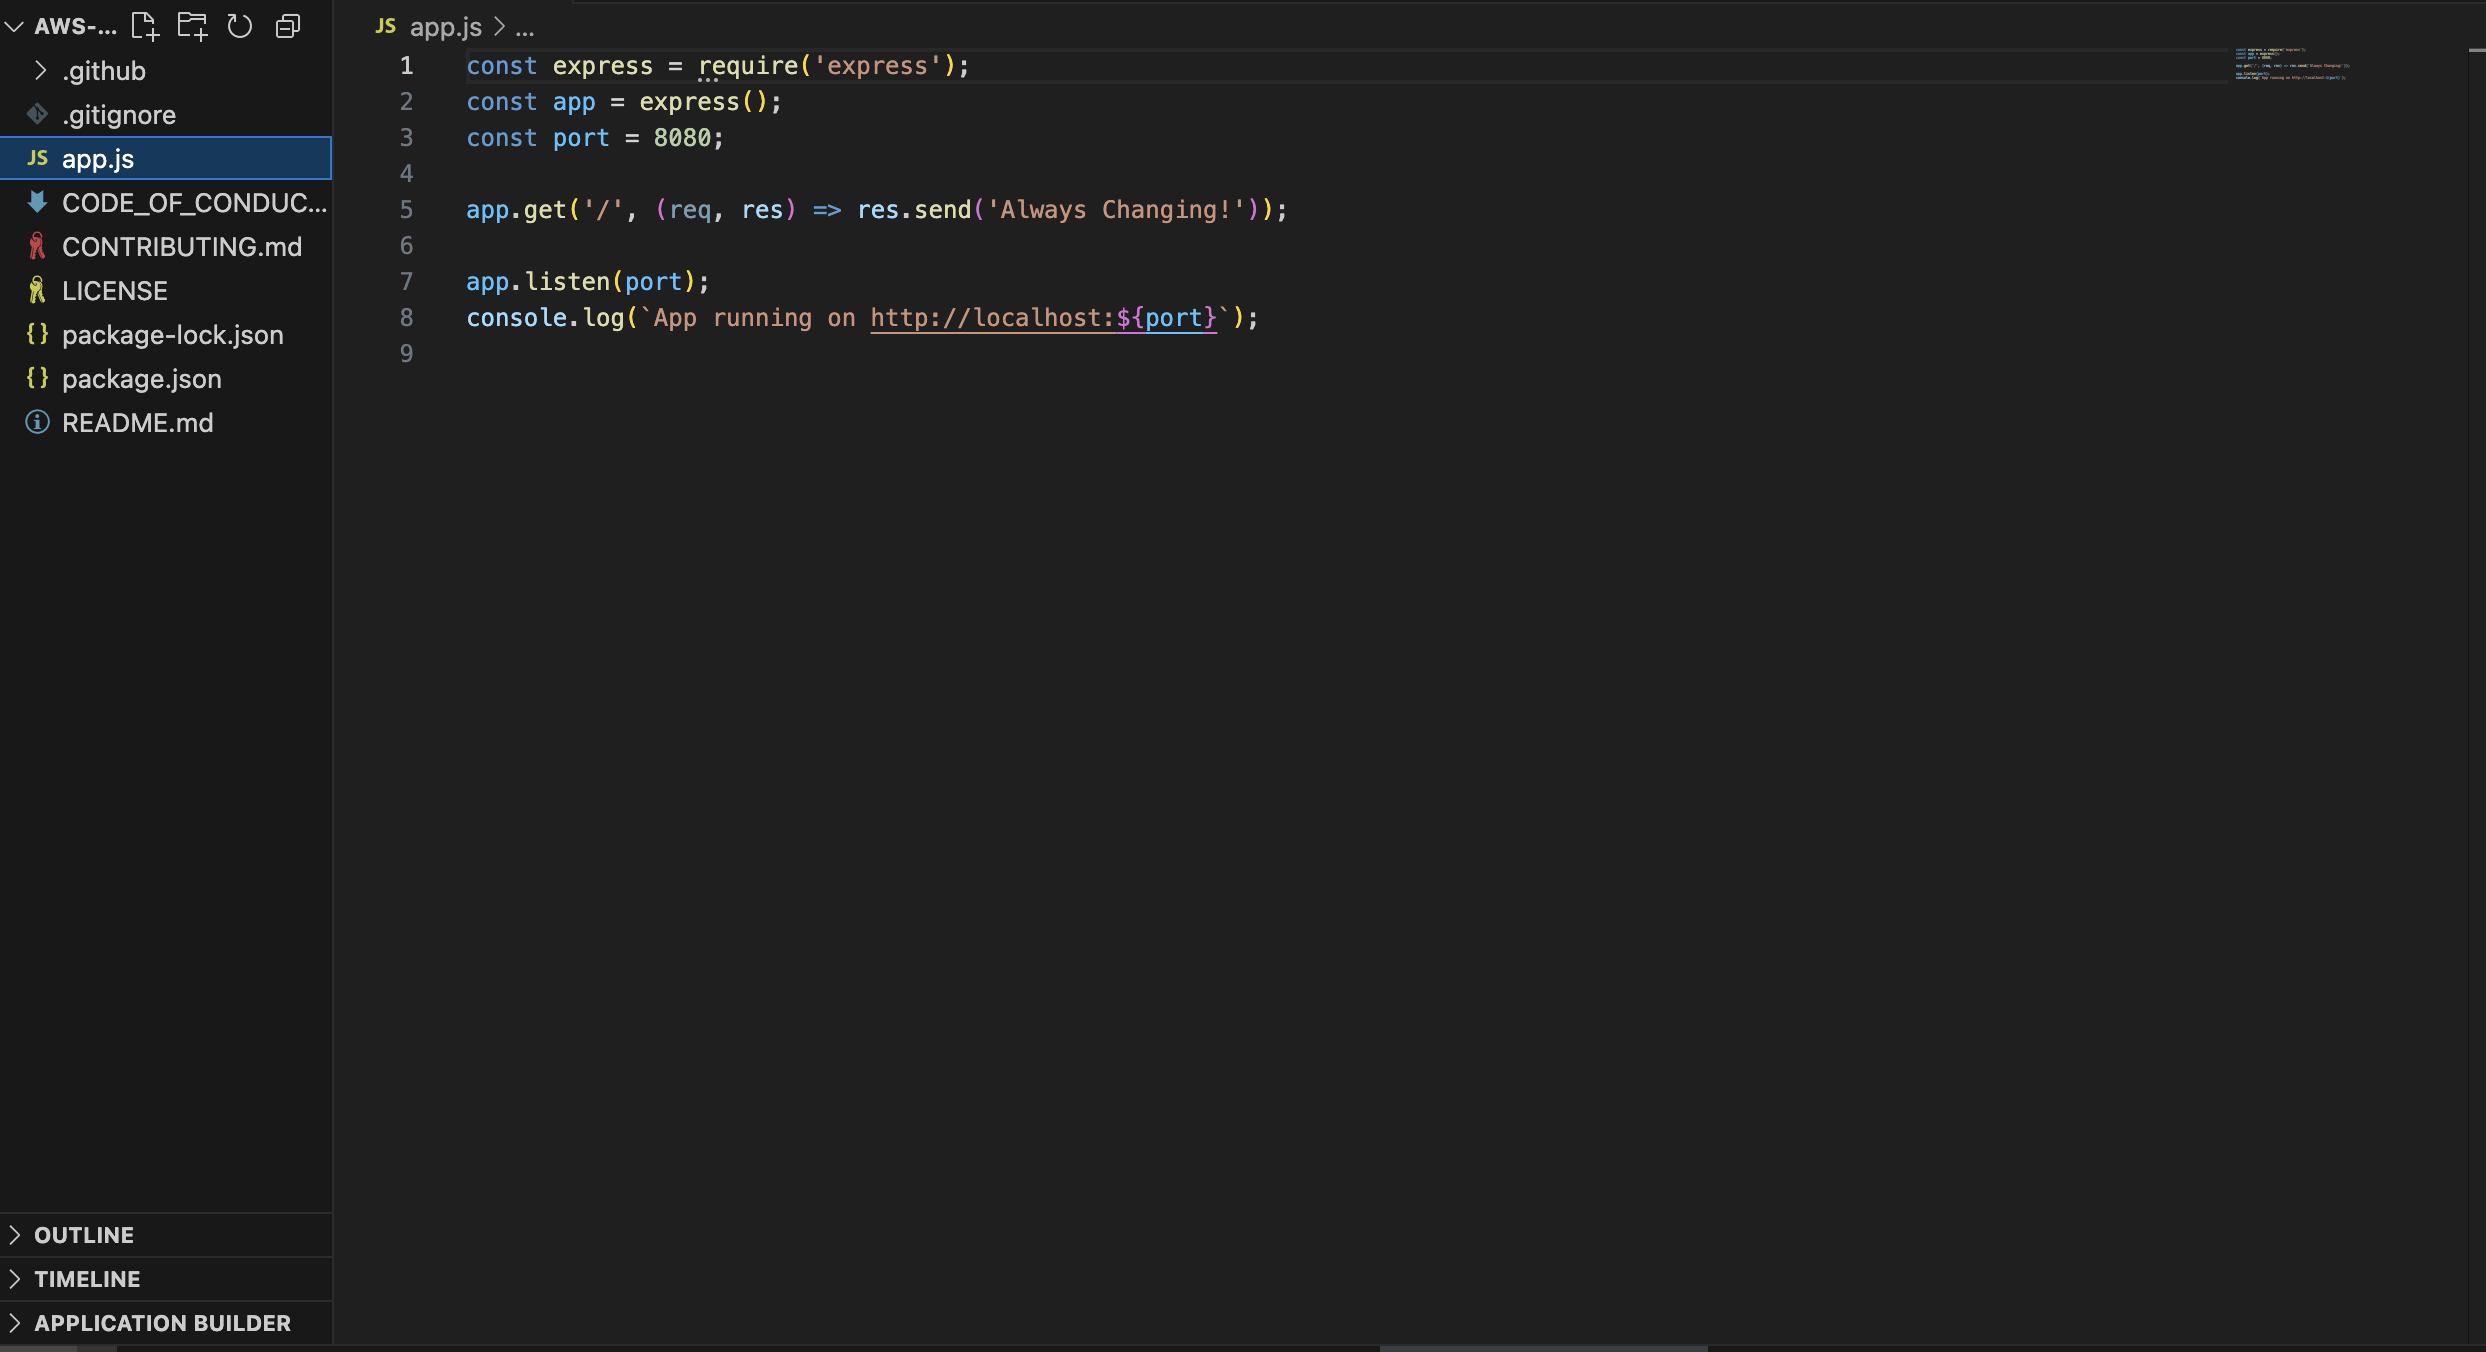 AWS-...
.github
.gitignore
JS app.js
CODE_OF_CONDUC...
CONTRIBUTING.md
LICENSE
{} package-lock.json
{} package.json
README.md
OUTLINE
TIMELINE
APPLICATION BUILDER
JS app.js > ...
1 const express = require('express');
2 const app = express();
3 const port = 8080;
4
5 app.get('/', (req, res) => res.send('Always Changing!'));
6
7 app.listen(port);
8 console.log(`App running on http://localhost:${port}`);
9